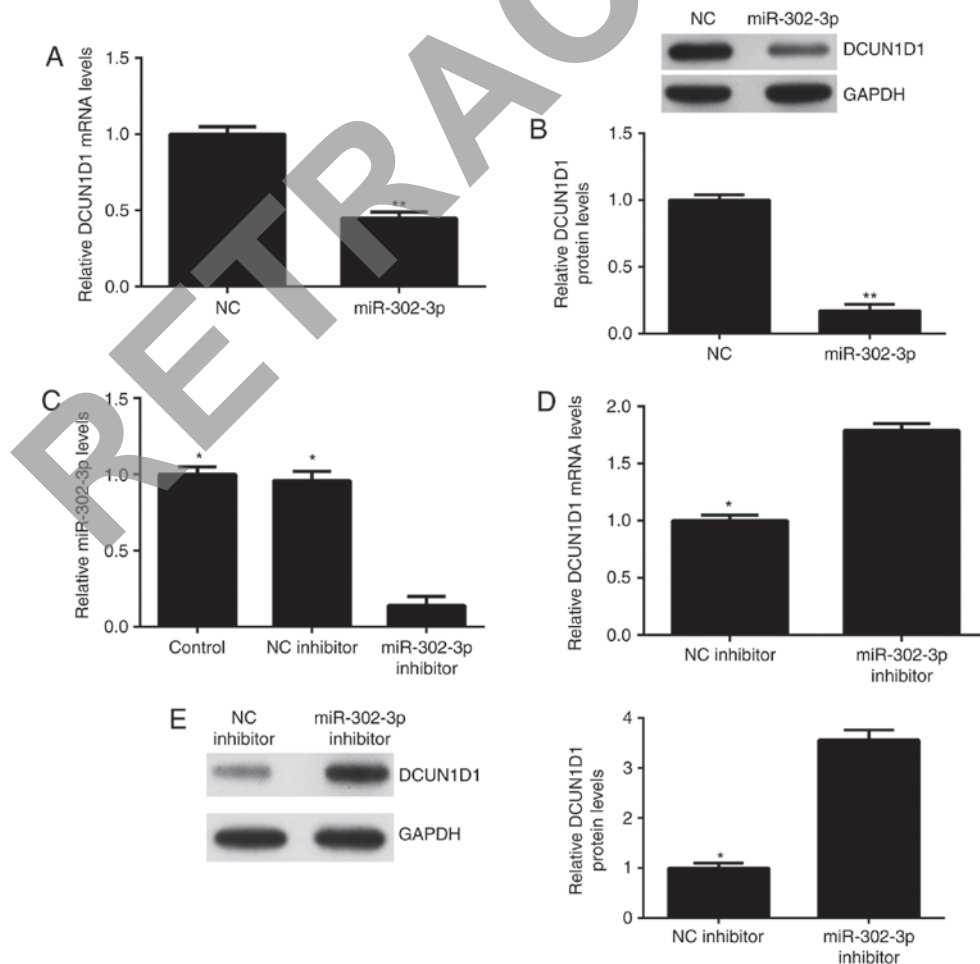 A
Relative DCUN1D1 mRNA levels
1.5
1.0
0.5
0.0
**
NC
miR-302-3p
NC miR-302-3p
DCUN1D1
GAPDH
B
Relative DCUN1D1
protein levels
1.5
1.0
0.5
0.0
**
NC
miR-302-3p
C
Relative miR-302-3p levels
1.5
1.0
0.5
0.0
*
*
Control
NC inhibitor
miR-302-3p
inhibitor
D
Relative DCUN1D1 mRNA levels
2.0
1.5
1.0
0.5
0.0
*
NC inhibitor
miR-302-3p
inhibitor
E
NC
inhibitor
miR-302-3p
inhibitor
DCUN1D1
GAPDH
Relative DCUN1D1
protein levels
4
3
2
1
0
*
NC inhibitor
miR-302-3p
inhibitor
RETRAC